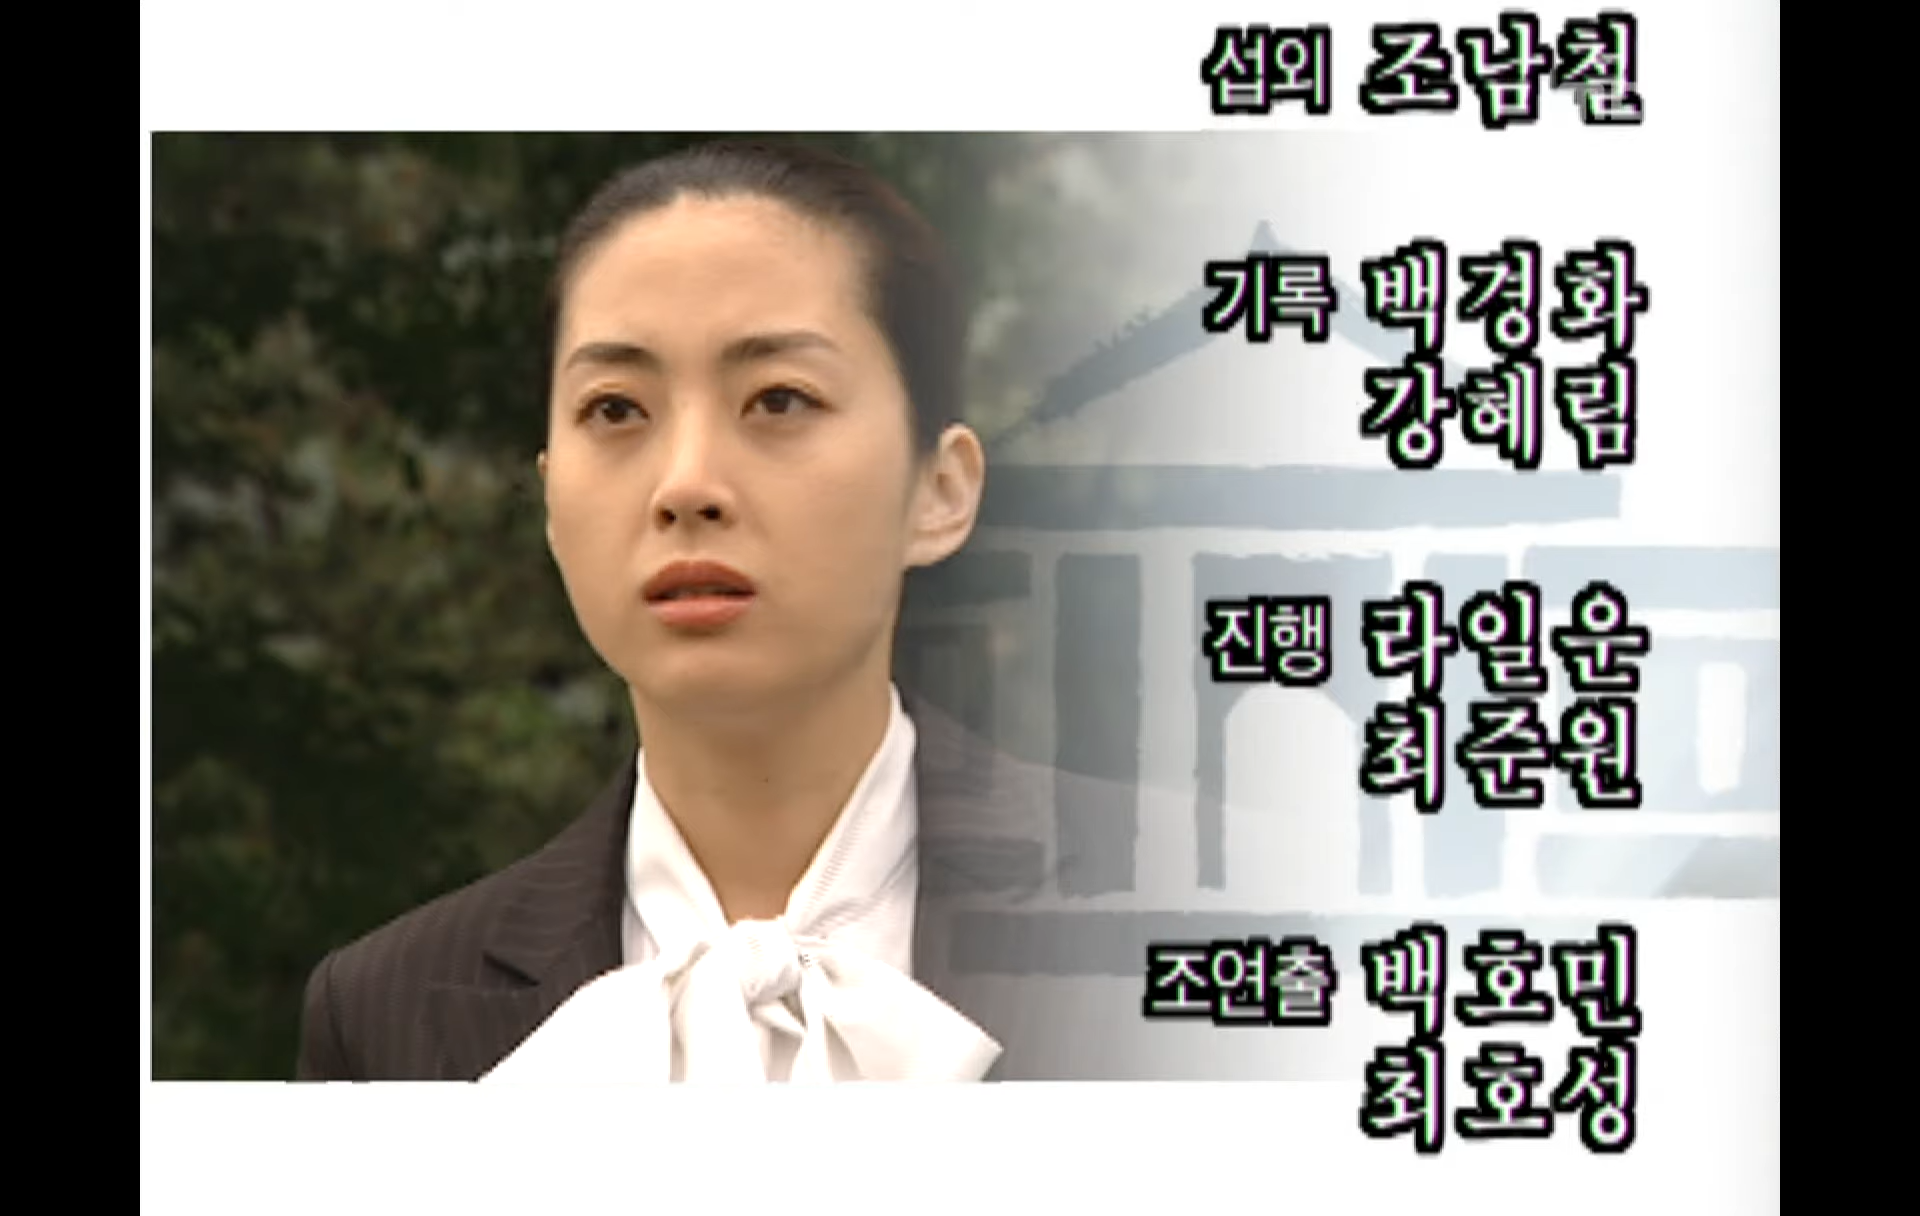 섭외 조남철
기록 백경화
강혜림
진행 라일운
최준원
조연출 백호민
최호성